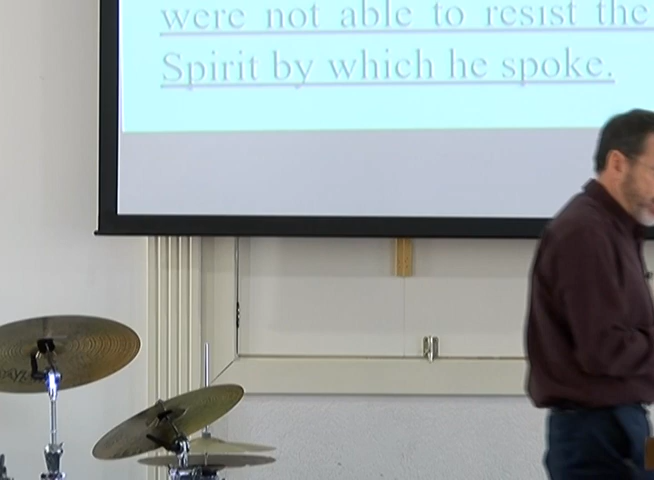 were not able to resist the
Spirit by which he spoke.